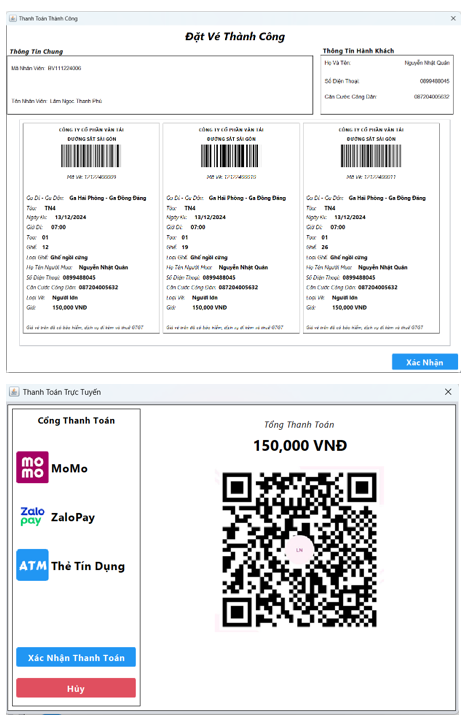 Thanh Toán Thành Công
Đặt Vé Thành Công
Thông Tin Chung
Mã Nhân Viên: BV111224006
Tên Nhân Viên: Lâm Ngọc Thanh Phú
Thông Tin Hành Khách
Họ Và Tên: Nguyễn Nhật Quân
Số Điện Thoại: 0899488045
Căn Cước Công Dân: 087204005632
CÔNG TY CỔ PHẦN VẬN TẢI
ĐƯỜNG SẮT SÀI GÒN
Mã Vé:
Ga Đi - Ga Đến: Ga Hải Phòng - Ga Đồng Đăng
Tàu: TN4
Ngày Đi: 13/12/2024
Giờ Đi: 07:00
Toa: 01
Ghế: 12
Loại Ghế: Ghế ngồi cứng
Họ Tên Người Mua: Nguyễn Nhật Quân
Số Điện Thoại: 0899488045
Căn Cước Công Dân: 087204005632
Loại Vé: Người lớn
Giá: 150,000 VNĐ
Giá vé trên đã có bảo hiểm, dịch vụ đi kèm và thuế GTGT
CÔNG TY CỔ PHẦN VẬN TẢI
ĐƯỜNG SẮT SÀI GÒN
Mã Vé:
Ga Đi - Ga Đến: Ga Hải Phòng - Ga Đồng Đăng
Tàu: TN4
Ngày Đi: 13/12/2024
Giờ Đi: 07:00
Toa: 01
Ghế: 19
Loại Ghế: Ghế ngồi cứng
Họ Tên Người Mua: Nguyễn Nhật Quân
Số Điện Thoại: 0899488045
Căn Cước Công Dân: 087204005632
Loại Vé: Người lớn
Giá: 150,000 VNĐ
Giá vé trên đã có bảo hiểm, dịch vụ đi kèm và thuế GTGT
CÔNG TY CỔ PHẦN VẬN TẢI
ĐƯỜNG SẮT SÀI GÒN
Mã Vé:
Ga Đi - Ga Đến: Ga Hải Phòng - Ga Đồng Đăng
Tàu: TN4
Ngày Đi: 13/12/2024
Giờ Đi: 07:00
Toa: 01
Ghế: 26
Loại Ghế: Ghế ngồi cứng
Họ Tên Người Mua: Nguyễn Nhật Quân
Số Điện Thoại: 0899488045
Căn Cước Công Dân: 087204005632
Loại Vé: Người lớn
Giá: 150,000 VNĐ
Giá vé trên đã có bảo hiểm, dịch vụ đi kèm và thuế GTGT
Xác Nhận
Thanh Toán Trực Tuyến
Cổng Thanh Toán
mo mo MoMo
Zalo pay ZaloPay
ATM Thẻ Tín Dụng
Xác Nhận Thanh Toán
Hủy
Tổng Thanh Toán
150,000 VNĐ
LN